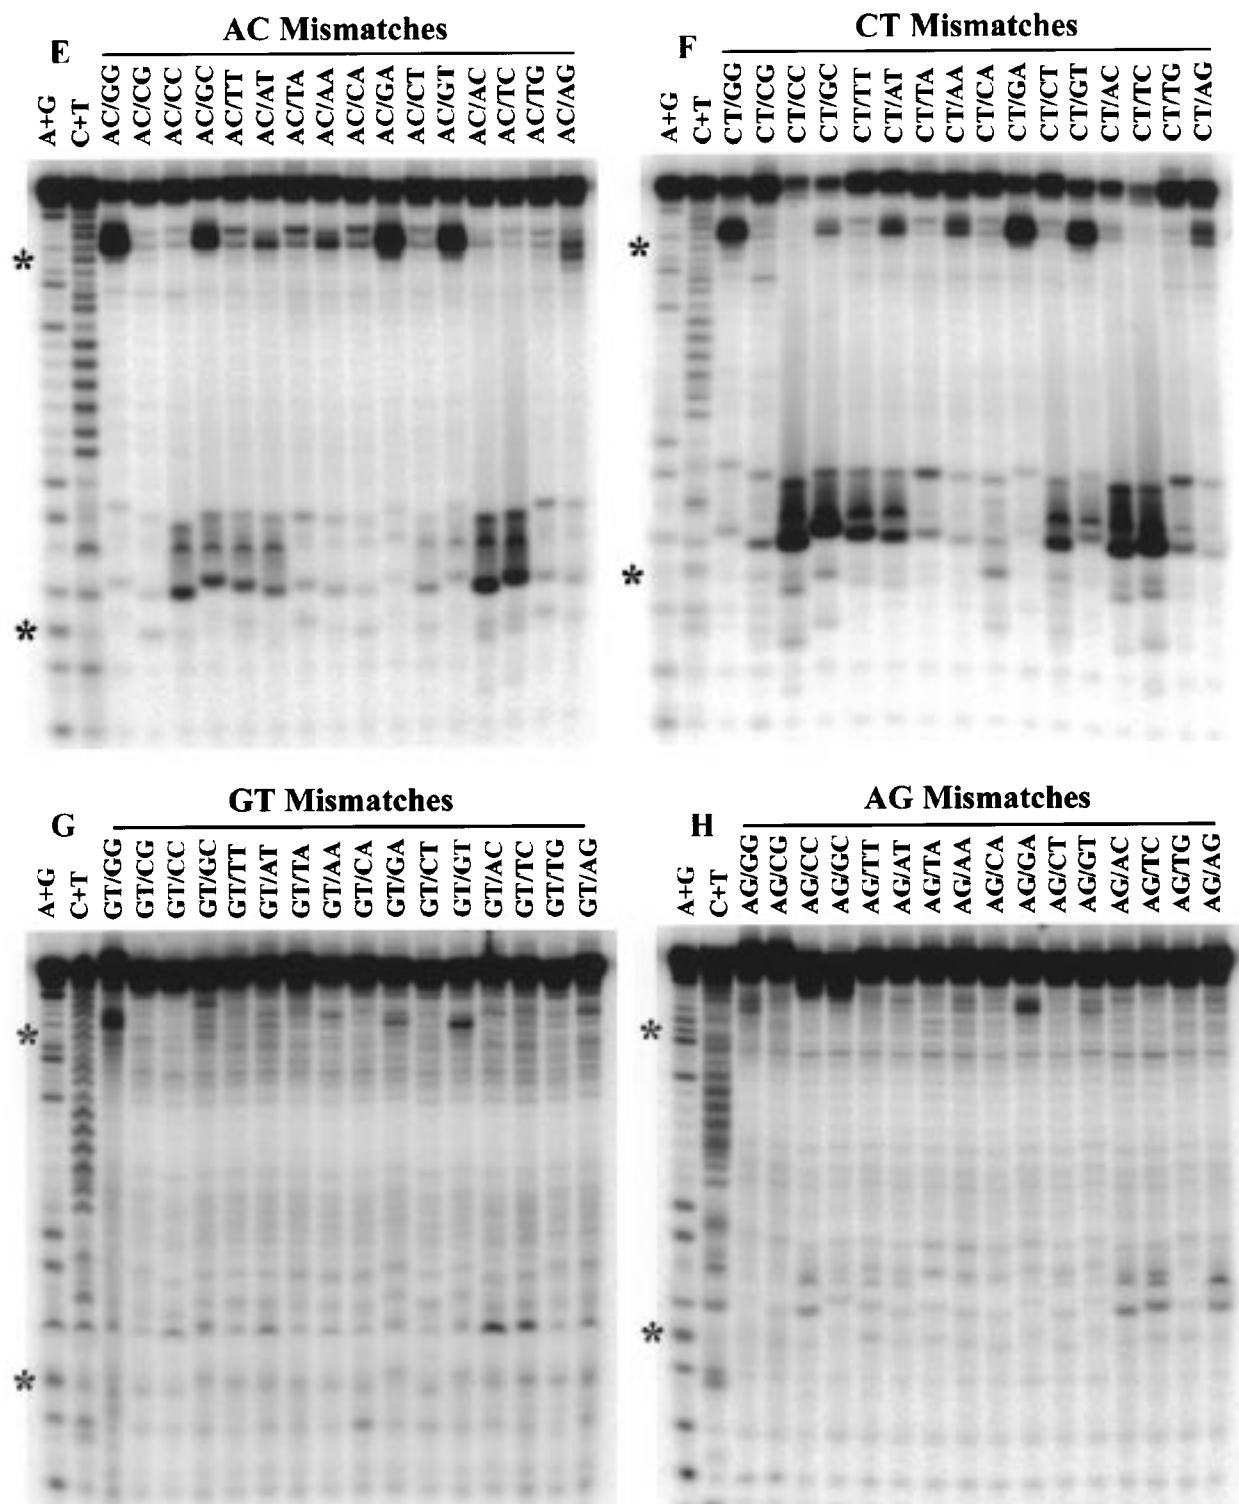 E
AC Mismatches
A+G
C+T
AC/GG
AC/CG
AC/CC
AC/GC
AC/TT
AC/AT
AC/TA
AC/AA
AC/CA
AC/GA
AC/CT
AC/GT
AC/AC
AC/TC
AC/TG
AC/AG
*
*
F
CT Mismatches
A+G
C+T
CT/GG
CT/CG
CT/CC
CT/GC
CT/TT
CT/AT
CT/TA
CT/AA
CT/CA
CT/GA
CT/CT
CT/GT
CT/AC
CT/TC
CT/TG
CT/AG
*
*
G
GT Mismatches
A+G
C+T
GT/GG
GT/CG
GT/CC
GT/GC
GT/TT
GT/AT
GT/TA
GT/AA
GT/CA
GT/GA
GT/CT
GT/GT
GT/AC
GT/TC
GT/TG
GT/AG
*
*
H
AG Mismatches
A+G
C+T
AG/GG
AG/CG
AG/CC
AG/GC
AG/TT
AG/AT
AG/TA
AG/AA
AG/CA
AG/GA
AG/CT
AG/GT
AG/AC
AG/TC
AG/TG
AG/AG
*
*